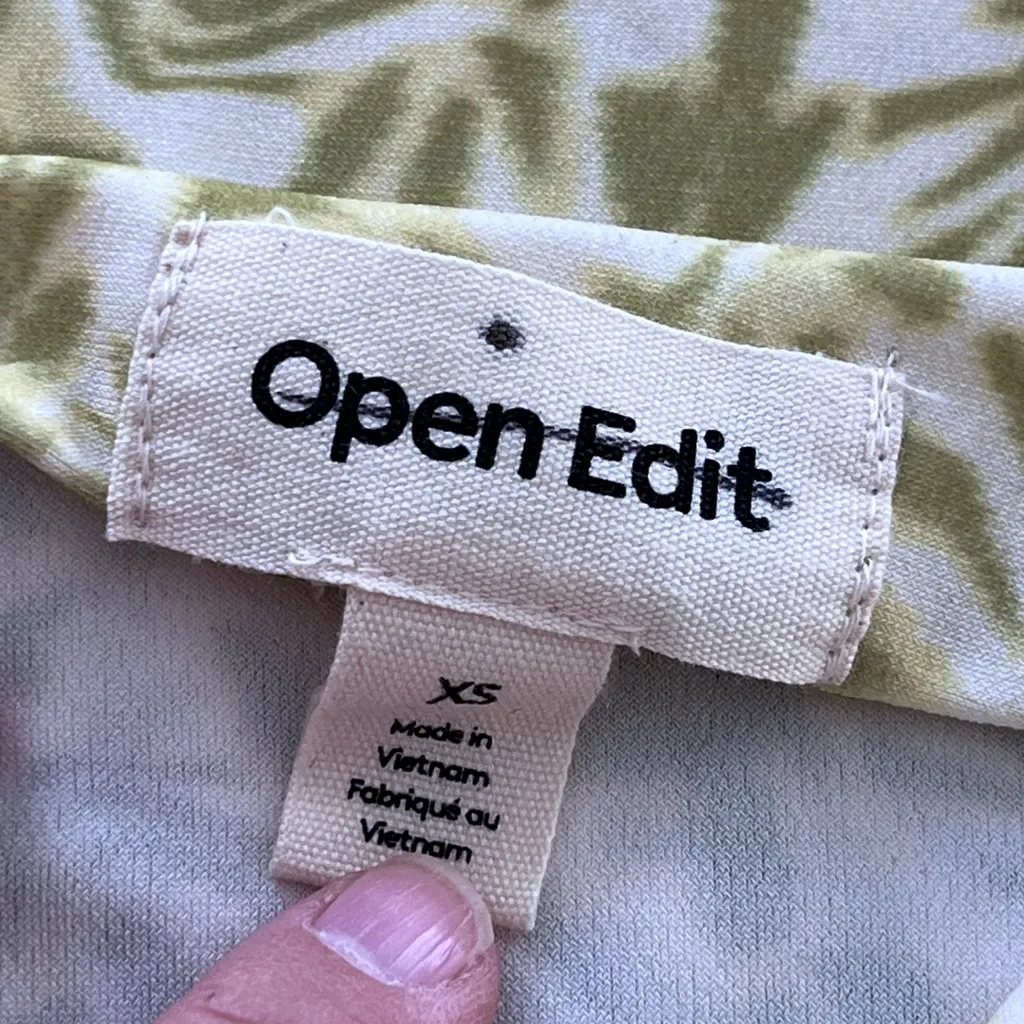 Open Edit
XS
Made in
Vietnam
Fabriqué au
Vietnam